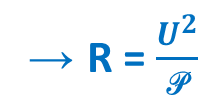 → R = U²/𝒫